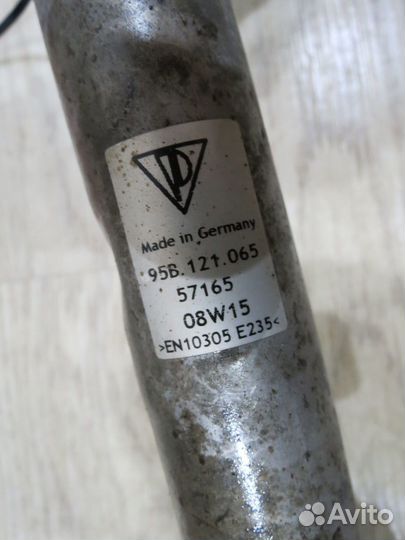 Made in Germany
95B.121.065
57165
08W15
>EN10305 E235<
Avito